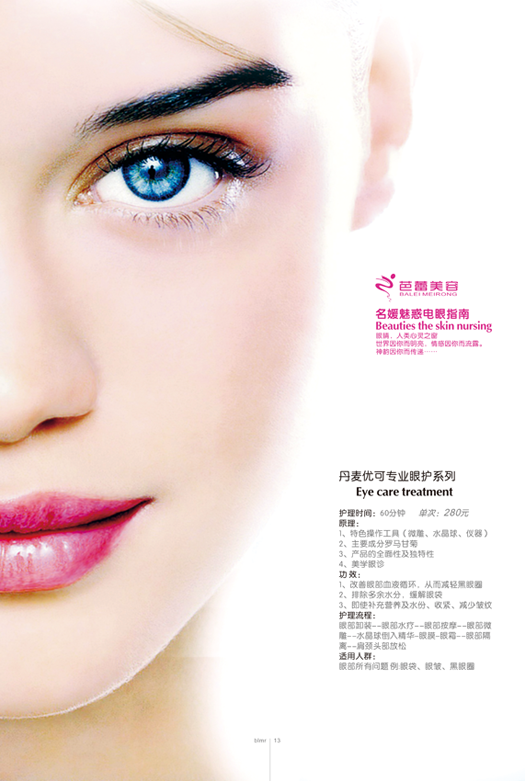 芭蕾美容
BALEI MEIRONG
名媛魅惑电眼指南
Beauties the skin nursing
眼睛，人类心灵之窗
世界因你而明亮，情感因你而流露。
神韵因你而传递……
丹麦优可专业眼护系列
Eye care treatment
护理时间：60分钟 单次：280元
原理：
1、特色操作工具（微雕、水晶球、仪器）
2、主要成分罗马甘菊
3、产品的全面性及独特性
4、美学眼诊
功效：
1、改善眼部血液循环，从而减轻黑眼圈
2、排除多余水分，缓解眼袋
3、即使补充营养及水份、收紧、减少皱纹
护理流程：
眼部卸装--眼部水疗--眼部按摩--眼部微
雕--水晶球倒入精华-眼膜-眼霜--眼部隔
离--肩颈头部放松
适用人群：
眼部所有问题 例:眼袋、眼皱、黑眼圈
blmr 13